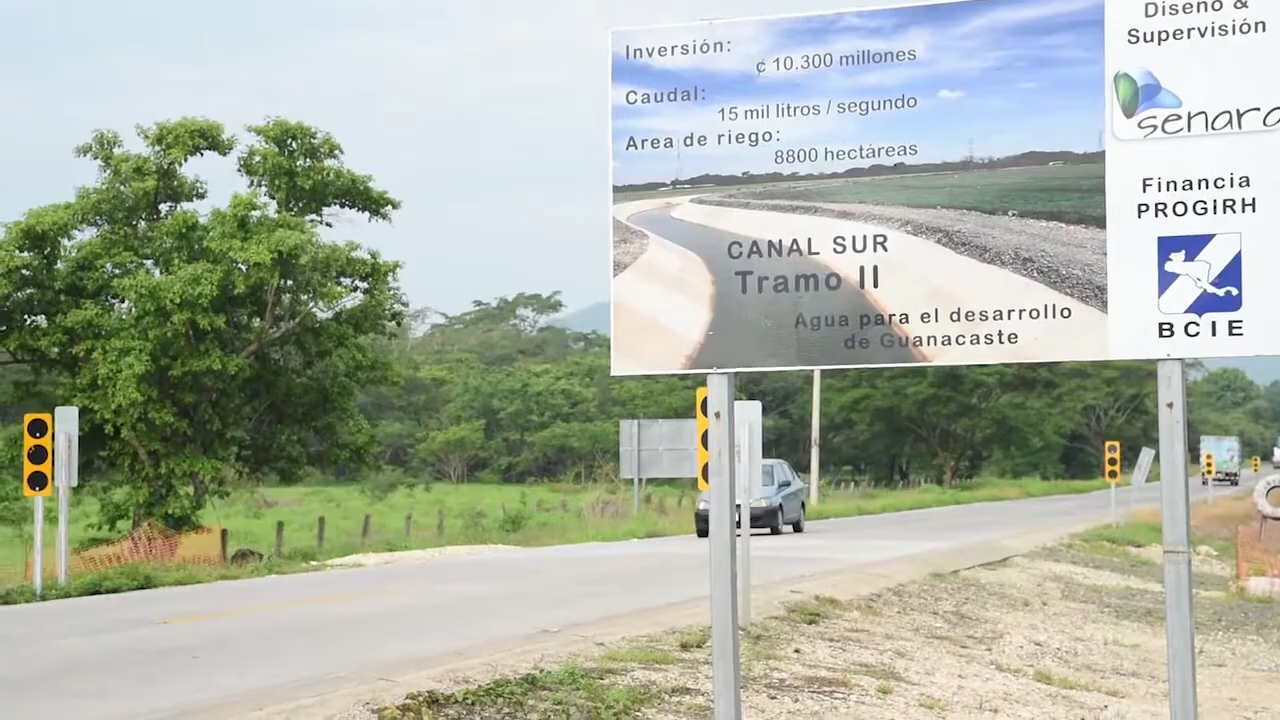 Inversión:
¢ 10.300 millones
Caudal:
15 mil litros / segundo
Area de riego:
8800 hectáreas
CANAL SUR
Tramo II
Agua para el desarrollo
de Guanacaste
Diseño &
Supervisión
senara
Financia
PROGIRH
BCIE